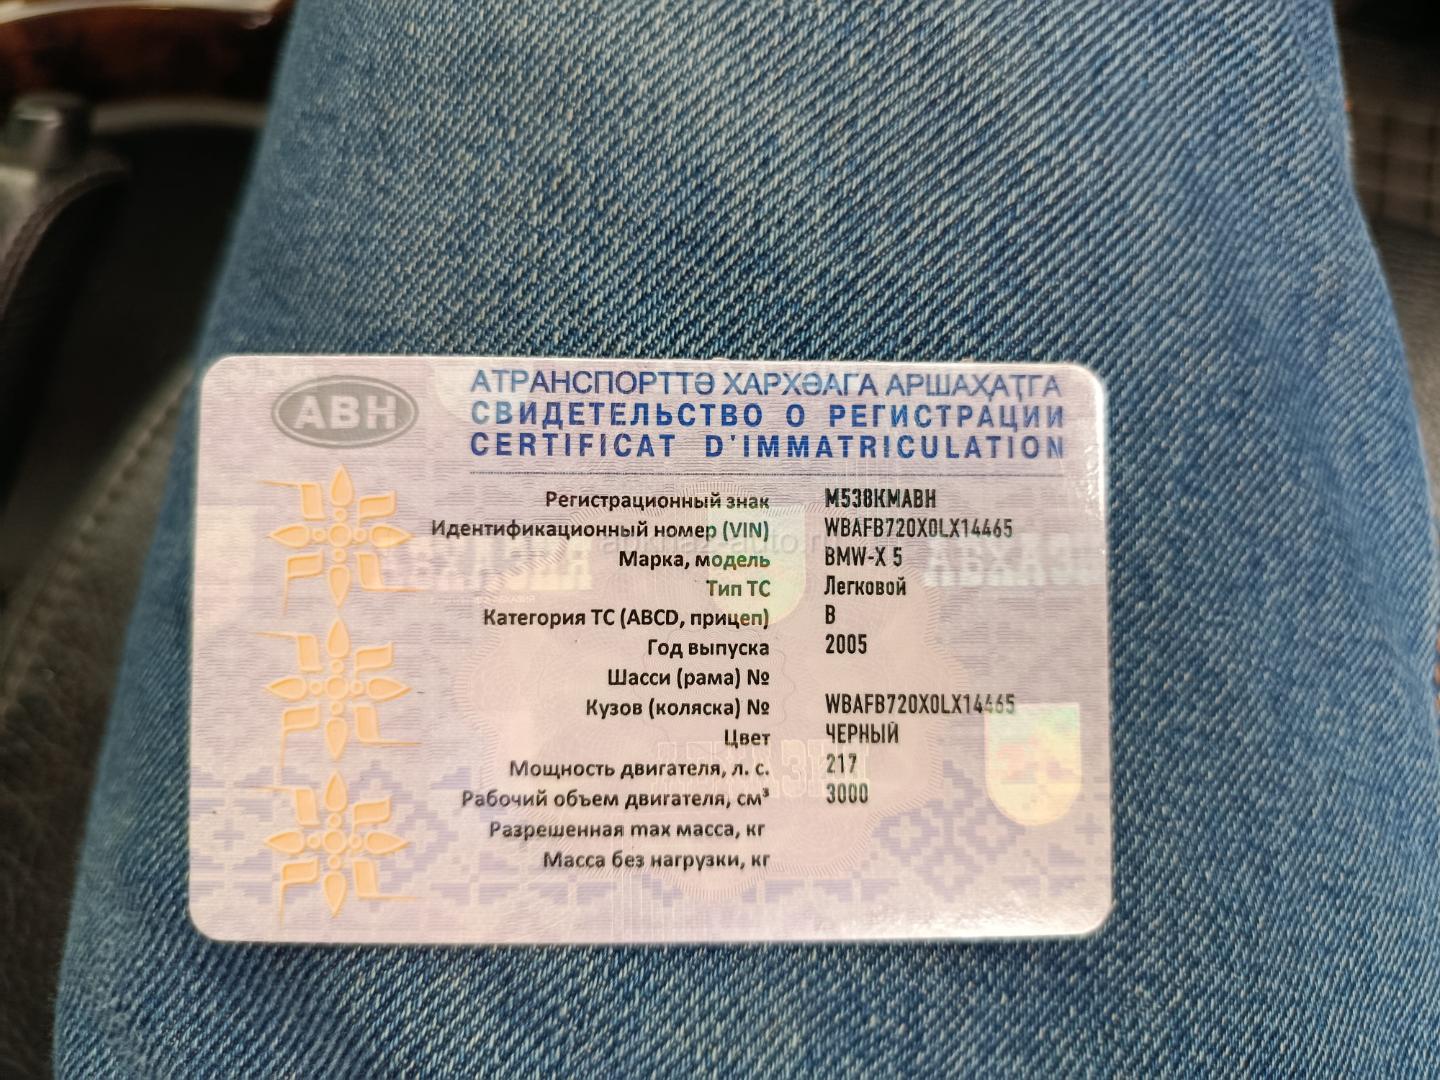 АВН
АТРАНСПОРТТӘ ХАРХӘАГА АРШАҲАҬГА
СВИДЕТЕЛЬСТВО О РЕГИСТРАЦИИ
CERTIFICAT D'IMMATRICULATION
Регистрационный знак М538КМАВН
Идентификационный номер (VIN) WBAFB720X0LX14465
Марка, модель BMW-X 5
Тип ТС Легковой
Категория ТС (ABCD, прицеп) B
Год выпуска 2005
Шасси (рама) №
Кузов (коляска) № WBAFB720X0LX14465
Цвет ЧЕРНЫЙ
Мощность двигателя, л. с. 217
Рабочий объем двигателя, см³ 3000
Разрешенная max масса, кг
Масса без нагрузки, кг